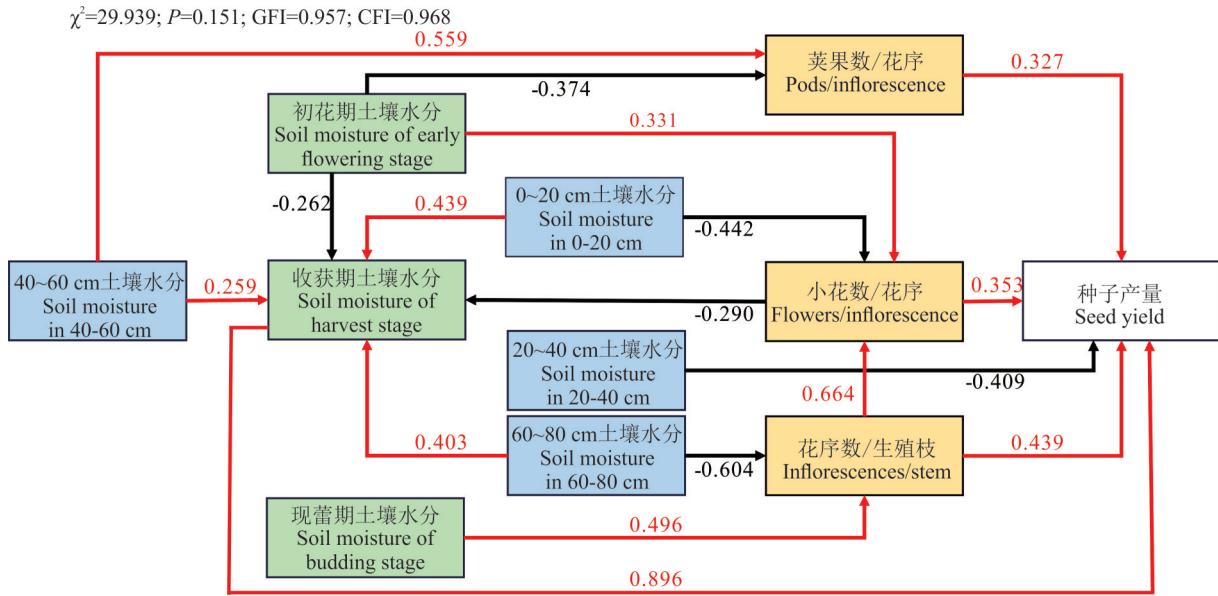 χ²=29.939; P=0.151; GFI=0.957; CFI=0.968
0.559
荚果数/花序
Pods/inflorescence
0.327
-0.374
初花期土壤水分
Soil moisture of early
flowering stage
0.331
-0.262
0.439
0~20 cm土壤水分
Soil moisture
in 0-20 cm
-0.442
40~60 cm土壤水分
Soil moisture
in 40-60 cm
0.259
收获期土壤水分
Soil moisture of
harvest stage
-0.290
小花数/花序
Flowers/inflorescence
0.353
种子产量
Seed yield
20~40 cm土壤水分
Soil moisture
in 20-40 cm
-0.409
0.664
0.403
60~80 cm土壤水分
Soil moisture
in 60-80 cm
-0.604
花序数/生殖枝
Inflorescences/stem
0.439
现蕾期土壤水分
Soil moisture of
budding stage
0.496
0.896